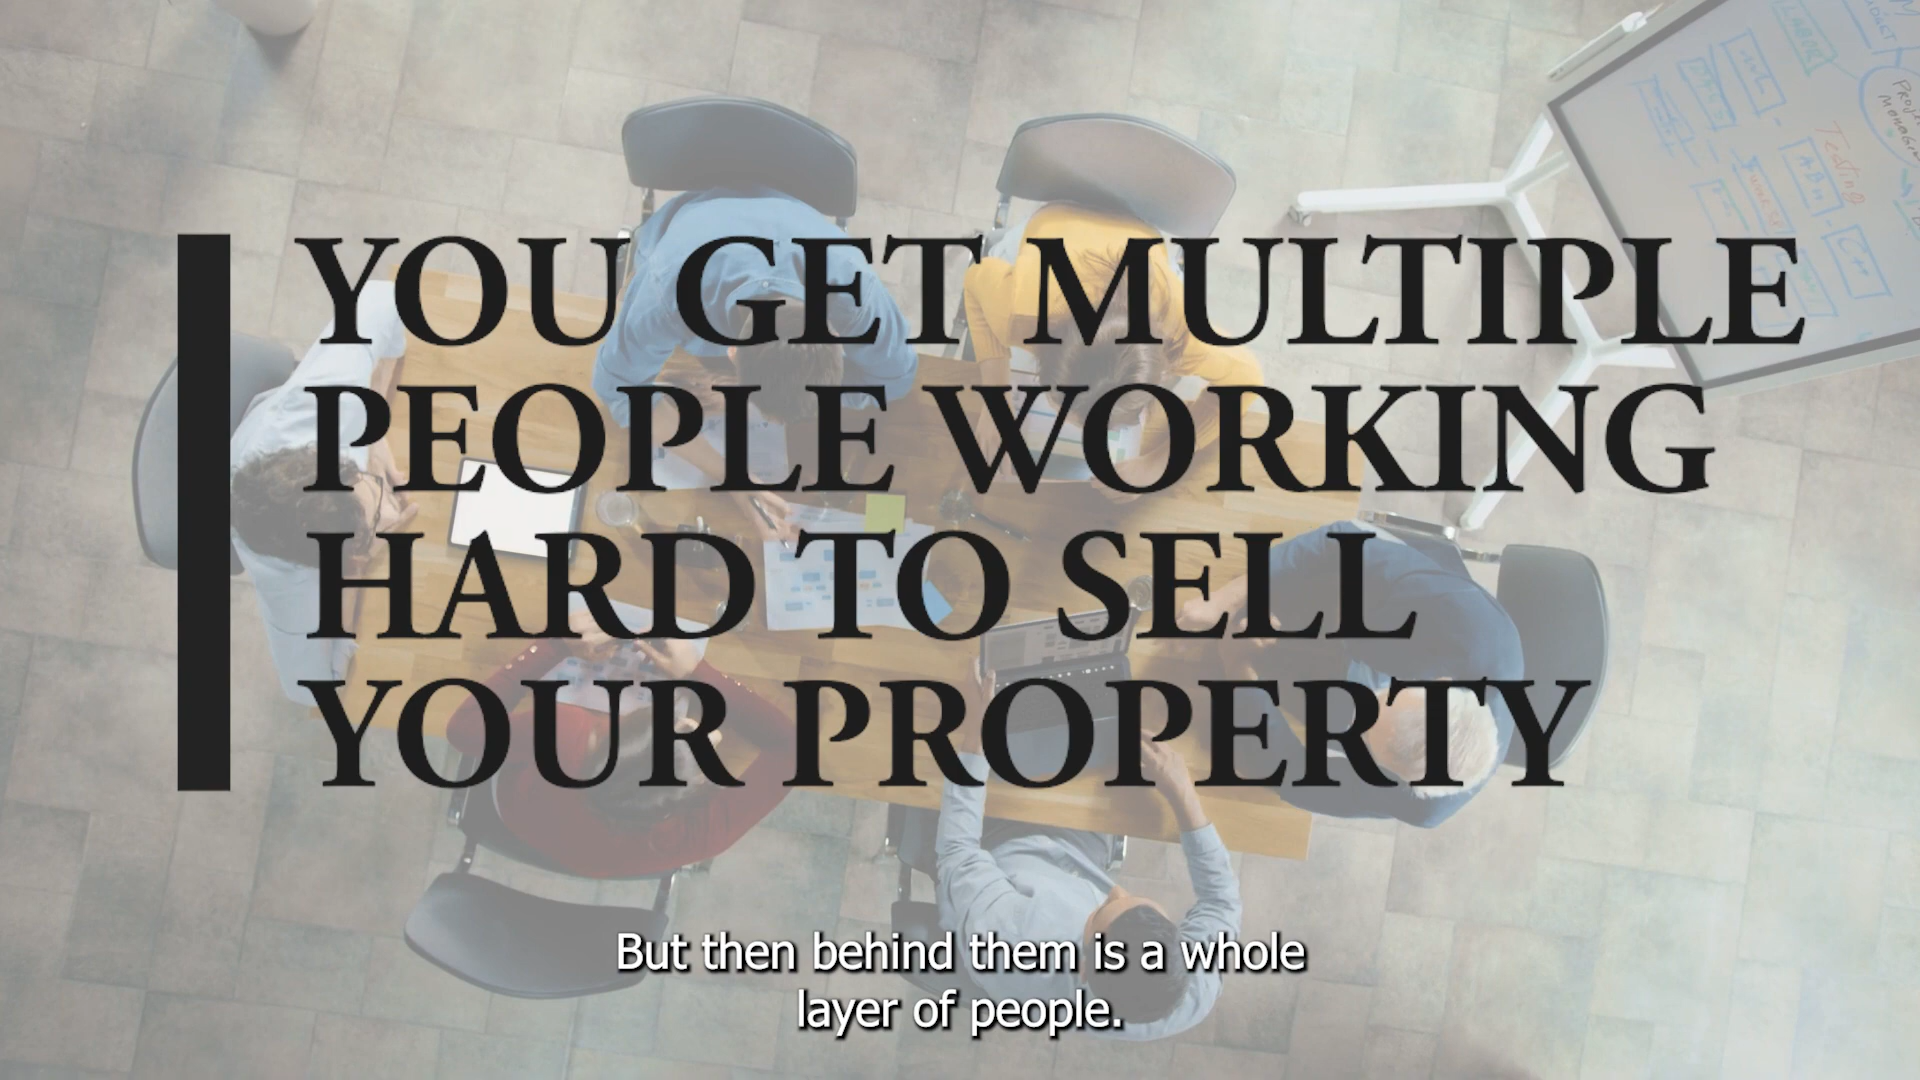 YOU GET MULTIPLE
PEOPLE WORKING
HARD TO SELL
YOUR PROPERTY
Testing
But then behind them is a whole
layer of people.